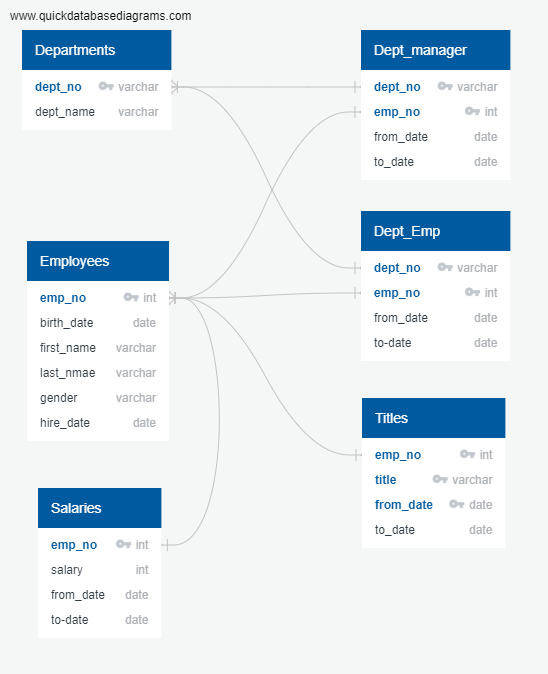 www.quickdatabasediagrams.com
Departments
dept_no varchar
dept_name varchar
Dept_manager
dept_no varchar
emp_no int
from_date date
to_date date
Dept_Emp
dept_no varchar
emp_no int
from_date date
to-date date
Employees
emp_no int
birth_date date
first_name varchar
last_nmae varchar
gender varchar
hire_date date
Titles
emp_no int
title varchar
from_date date
to_date date
Salaries
emp_no int
salary int
from_date date
to-date date